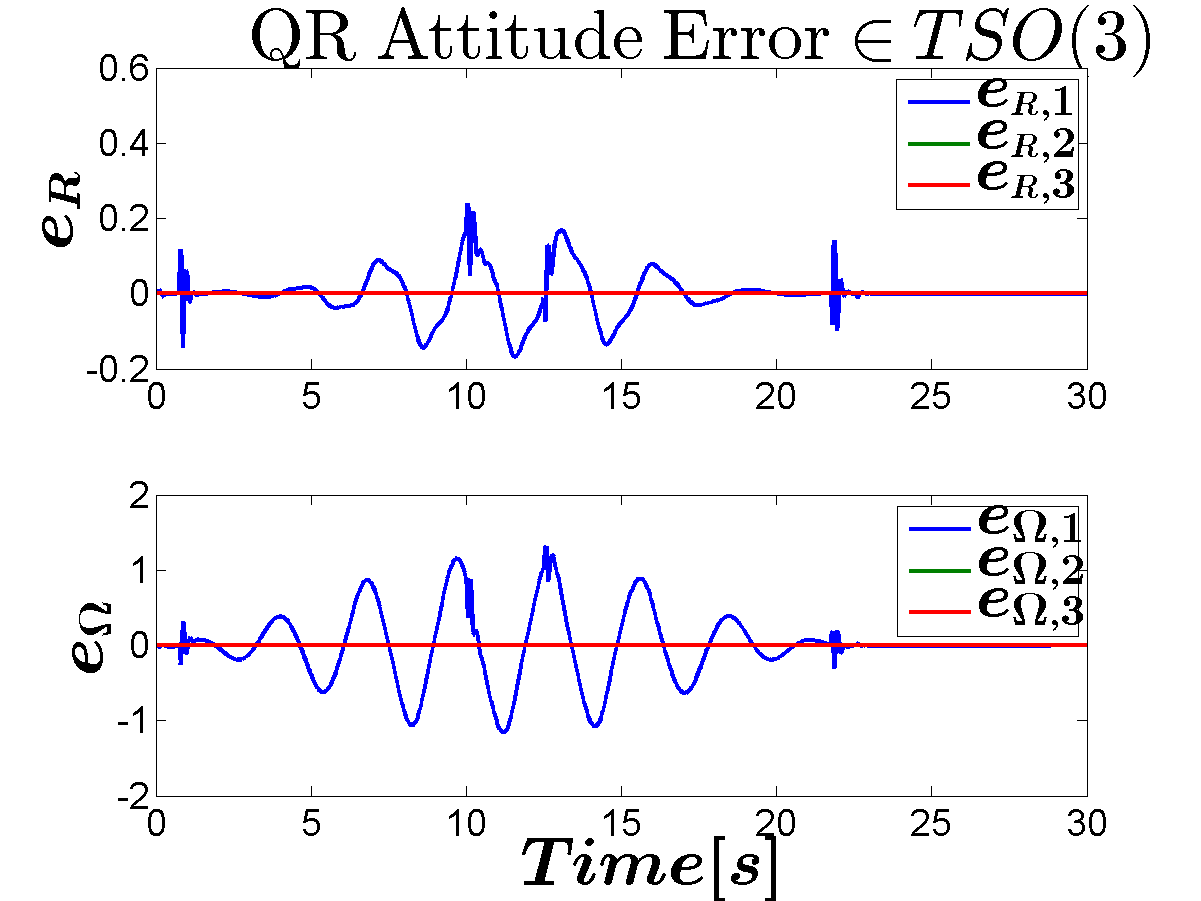 QR Attitude Error ∈ TSO(3)
0.6
0.4
0.2
0
-0.2
e_R
e_{R,1}
e_{R,2}
e_{R,3}
0 5 10 15 20 25 30
2
1
0
-1
-2
e_Ω
e_{Ω,1}
e_{Ω,2}
e_{Ω,3}
0 5 10 15 20 25 30
Time[s]